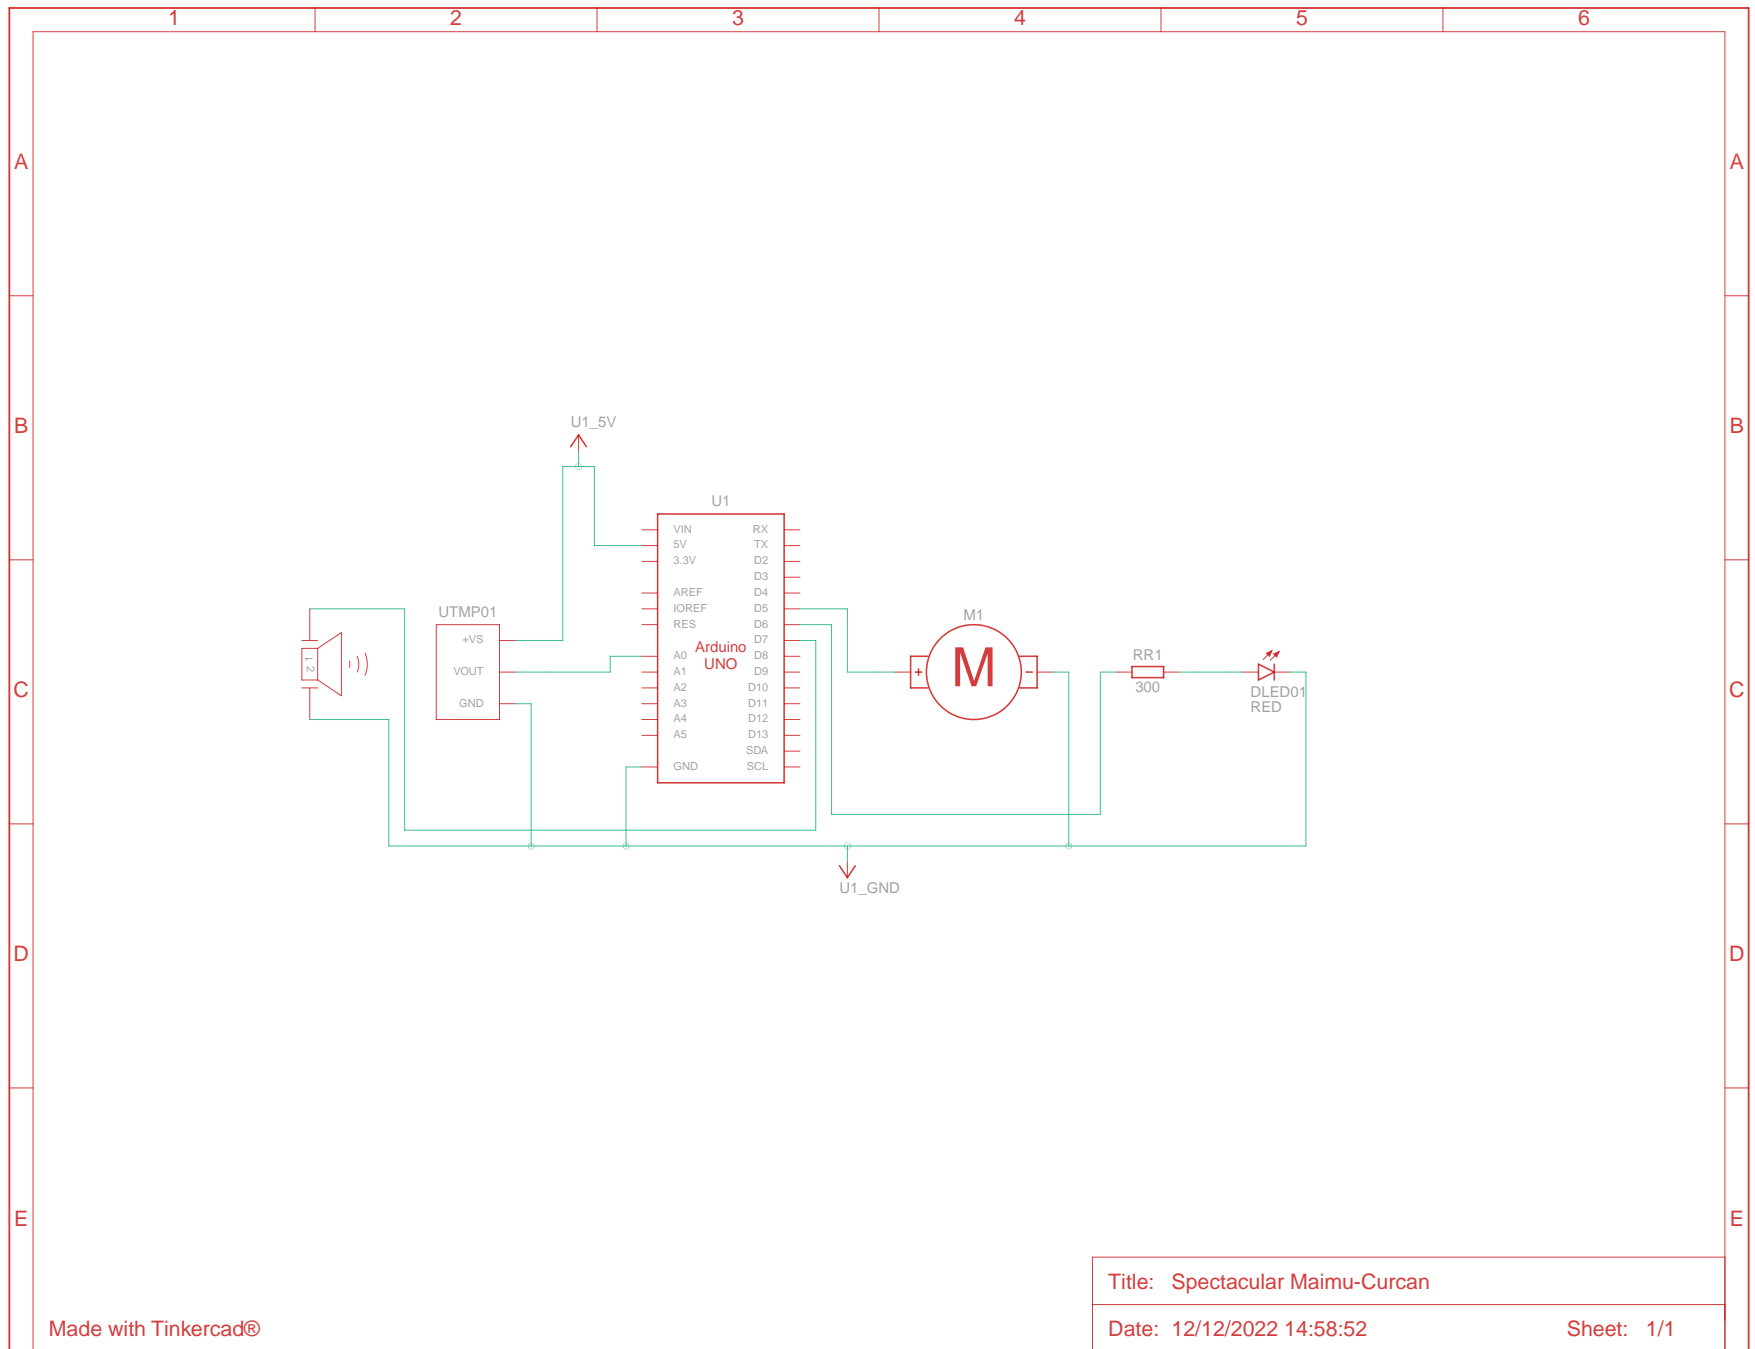 1 2 3 4 5 6
A A
B B
U1_5V
U1
VIN RX
5V TX
3.3V D2
D3
AREF D4
IOREF D5
RES D6
D7
A0 D8
A1 D9
A2 D10
A3 D11
A4 D12
A5 D13
SDA
GND SCL
Arduino
UNO
UTMP01
+VS
VOUT
GND
1 2
M1
+ M -
RR1
300
DLED01
RED
C C
U1_GND
D D
E E
Title: Spectacular Maimu-Curcan
Made with Tinkercad®
Date: 12/12/2022 14:58:52 Sheet: 1/1